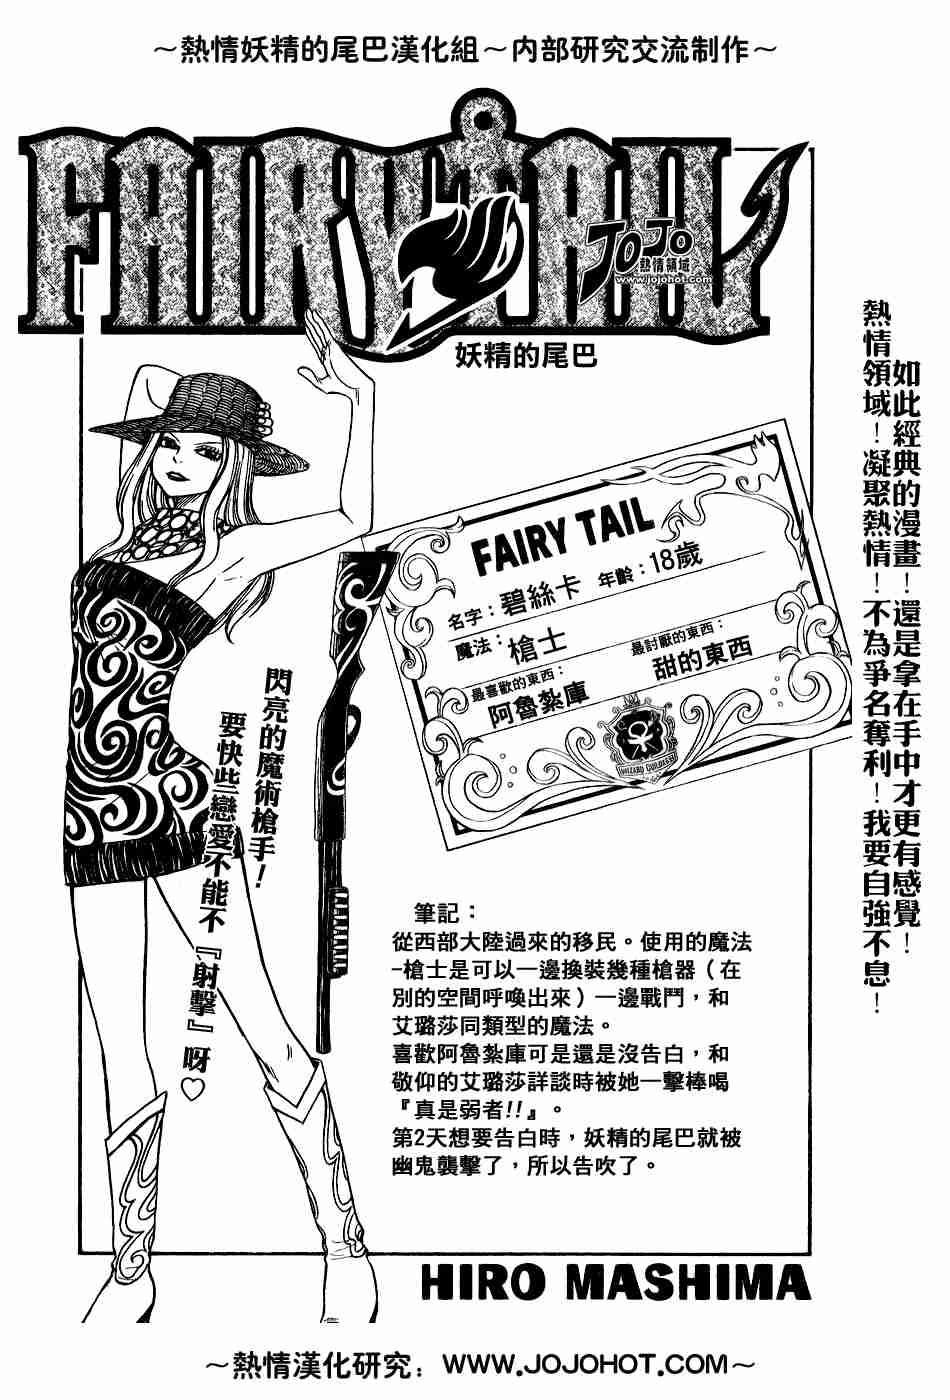 ～熱情妖精的尾巴漢化組～内部研究交流制作～
FAIRY TAIL
JOJO
熱情領域
www.jojohot.com
妖精的尾巴
如此經典的漫畫！還是拿在手中才更有感覺！
熱情領域！凝聚熱情！不為爭名奪利！我要自強不息！
FAIRY TAIL
名字：碧絲卡 年齡：18歲
魔法：槍士
最喜歡的東西：
阿魯紮庫
最討厭的東西：
甜的東西
WIZARD GUILDERS
閃亮的魔術槍手！
要快些戀愛不能不『射擊』呀♡
筆記：
從西部大陸過來的移民。使用的魔法
-槍士是可以一邊換裝幾種槍器（在
別的空間呼喚出來）一邊戰鬥，和
艾璐莎同類型的魔法。
喜歡阿魯紮庫可是還是沒告白，和
敬仰的艾璐莎詳談時被她一擊棒喝
『真是弱者!!』。
第2天想要告白時，妖精的尾巴就被
幽鬼襲擊了，所以告吹了。
HIRO MASHIMA
～熱情漢化研究：WWW.JOJOHOT.COM～